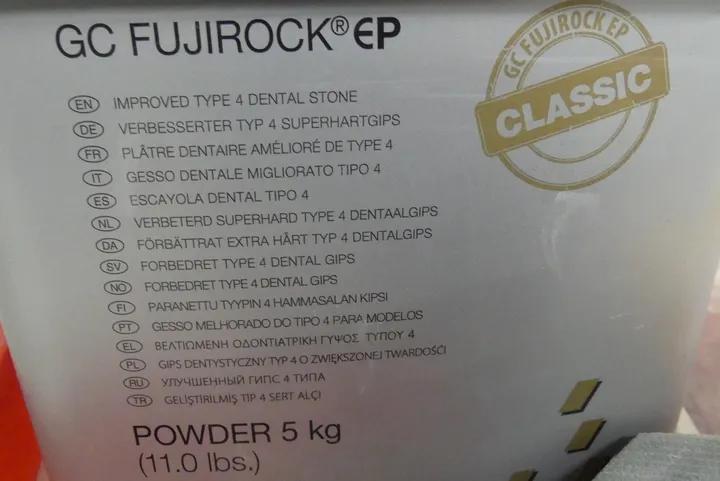 GC FUJIROCK® EP
GC FUJIROCK EP
CLASSIC
EN IMPROVED TYPE 4 DENTAL STONE
DE VERBESSERTER TYP 4 SUPERHARTGIPS
FR PLÂTRE DENTAIRE AMÉLIORÉ DE TYPE 4
IT GESSO DENTALE MIGLIORATO TIPO 4
ES ESCAYOLA DENTAL TIPO 4
NL VERBETERD SUPERHARD TYPE 4 DENTAALGIPS
DA FÖRBÄTTRAT EXTRA HÅRT TYP 4 DENTALGIPS
SV FORBEDRET TYPE 4 DENTAL GIPS
NO FORBEDRET TYPE 4 DENTAL GIPS
FI PARANETTU TYYPIN 4 HAMMASALAN KIPSI
PT GESSO MELHORADO DO TIPO 4 PARA MODELOS
EL ΒΕΛΤΙΩΜΕΝΗ ΟΔΟΝΤΙΑΤΡΙΚΗ ΓΥΨΟΣ ΤΥΠΟΥ 4
PL GIPS DENTYSTYCZNY TYP 4 O ZWIĘKSZONEJ TWARDOŚCI
RU УЛУЧШЕННЫЙ ГИПС 4 ТИПА
TR GELİŞTİRİLMİŞ TİP 4 SERT ALÇI
POWDER 5 kg
(11.0 lbs.)